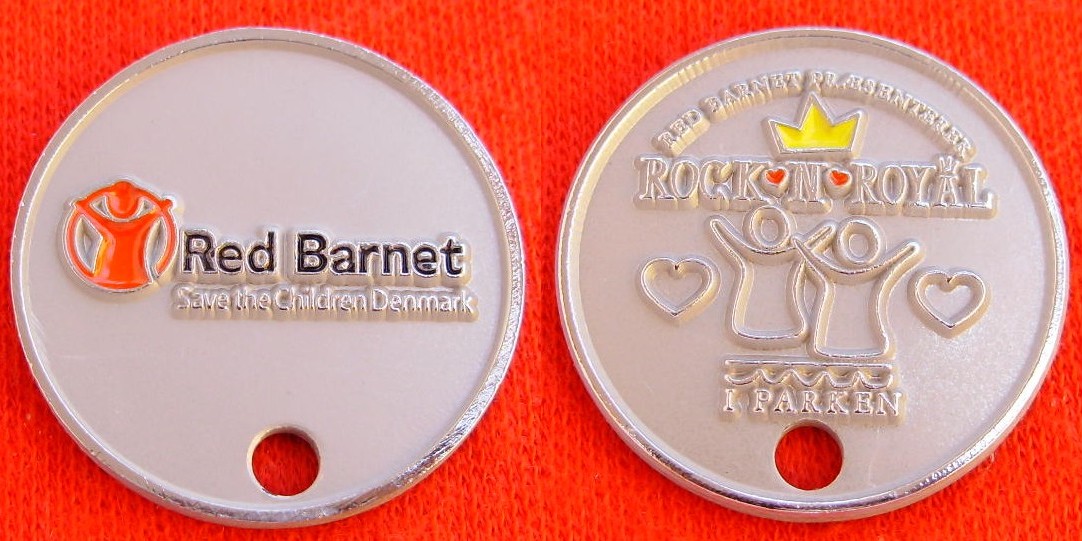 Red Barnet
Save the Children Denmark
RED BARNET PRÆSENTERER
ROCK N ROYAL
I PARKEN